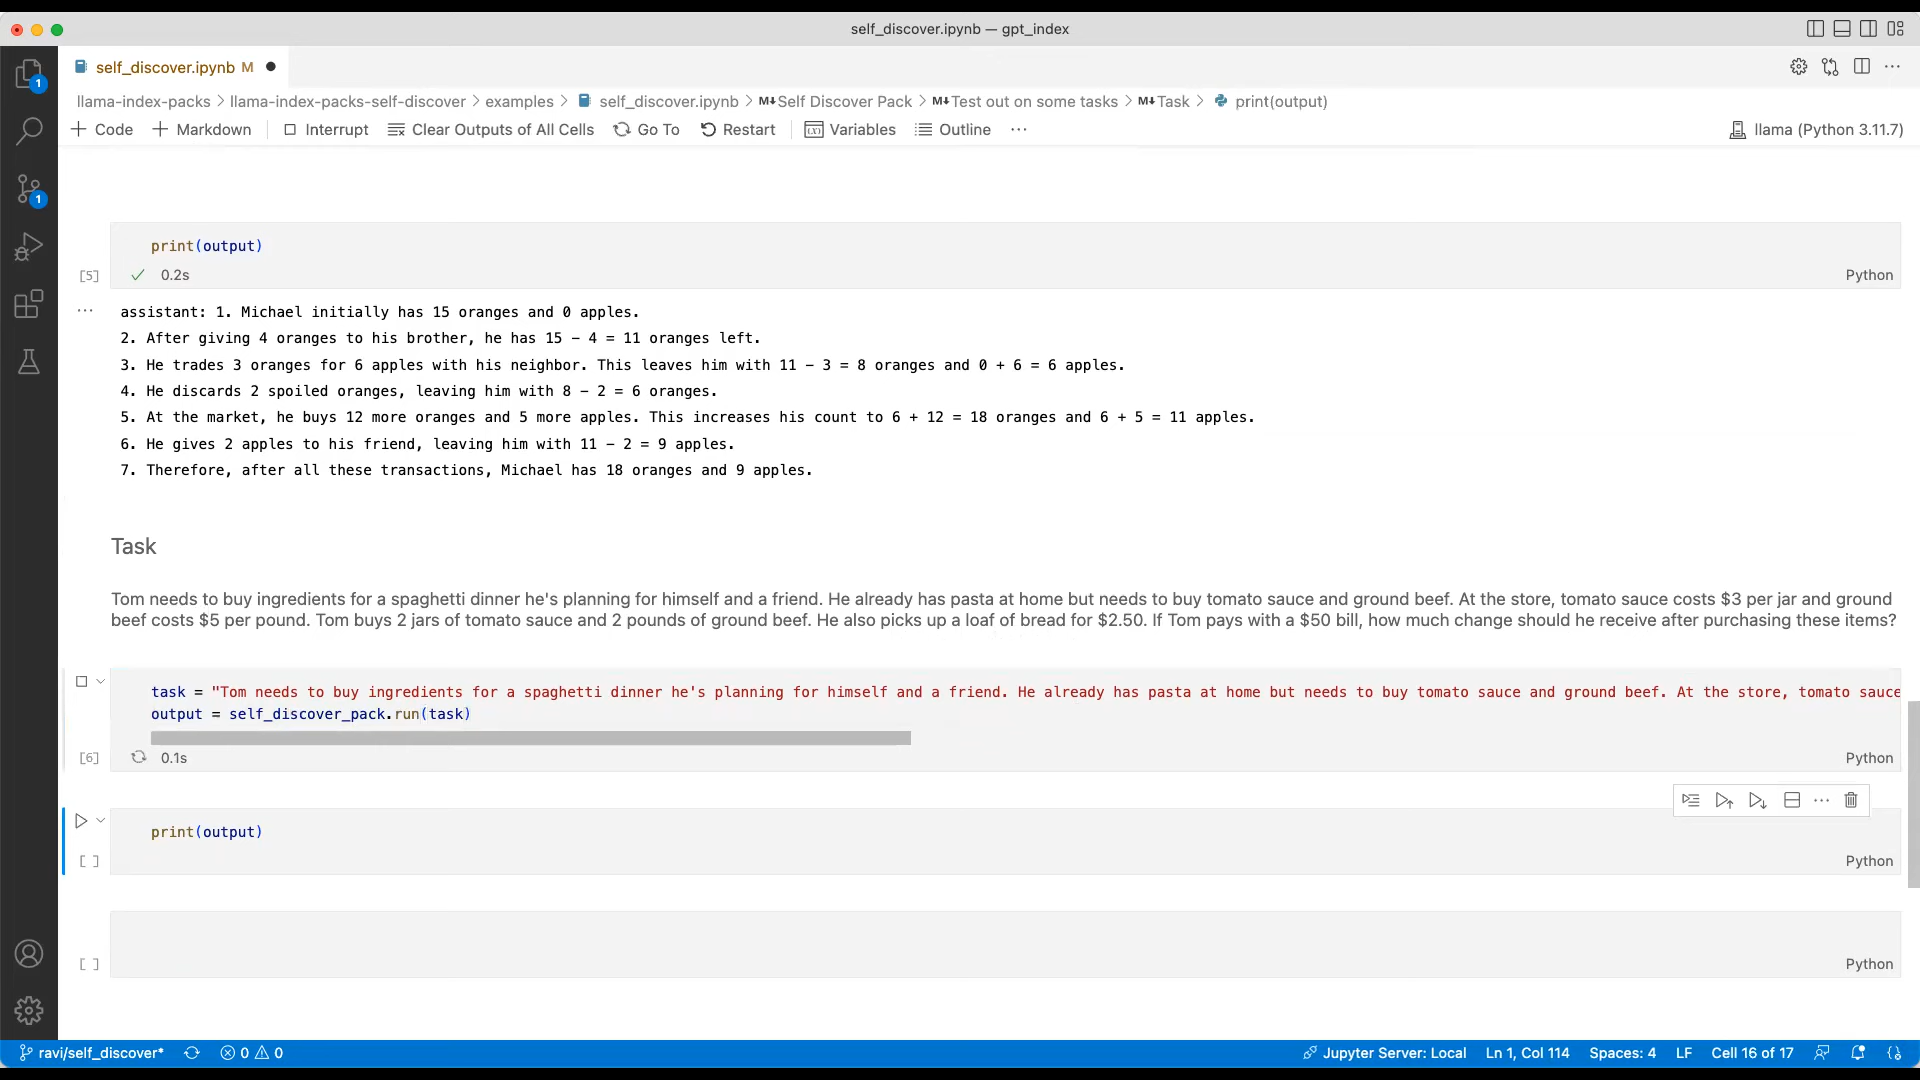 self_discover.ipynb — gpt_index
self_discover.ipynb M
llama-index-packs > llama-index-packs-self-discover > examples > self_discover.ipynb > M↓Self Discover Pack > M↓Test out on some tasks > M↓Task > print(output)
+ Code + Markdown Interrupt Clear Outputs of All Cells Go To Restart Variables Outline ··· llama (Python 3.11.7)
1
1
print(output)
[5] ✓ 0.2s Python
··· assistant: 1. Michael initially has 15 oranges and 0 apples.
2. After giving 4 oranges to his brother, he has 15 - 4 = 11 oranges left.
3. He trades 3 oranges for 6 apples with his neighbor. This leaves him with 11 - 3 = 8 oranges and 0 + 6 = 6 apples.
4. He discards 2 spoiled oranges, leaving him with 8 - 2 = 6 oranges.
5. At the market, he buys 12 more oranges and 5 more apples. This increases his count to 6 + 12 = 18 oranges and 6 + 5 = 11 apples.
6. He gives 2 apples to his friend, leaving him with 11 - 2 = 9 apples.
7. Therefore, after all these transactions, Michael has 18 oranges and 9 apples.
Task
Tom needs to buy ingredients for a spaghetti dinner he's planning for himself and a friend. He already has pasta at home but needs to buy tomato sauce and ground beef. At the store, tomato sauce costs $3 per jar and ground
beef costs $5 per pound. Tom buys 2 jars of tomato sauce and 2 pounds of ground beef. He also picks up a loaf of bread for $2.50. If Tom pays with a $50 bill, how much change should he receive after purchasing these items?
task = "Tom needs to buy ingredients for a spaghetti dinner he's planning for himself and a friend. He already has pasta at home but needs to buy tomato sauce and ground beef. At the store, tomato sauce
output = self_discover_pack.run(task)
[6] 0.1s Python
print(output)
[ ] Python
[ ] Python
ravi/self_discover* 0 0 Jupyter Server: Local Ln 1, Col 114 Spaces: 4 LF Cell 16 of 17